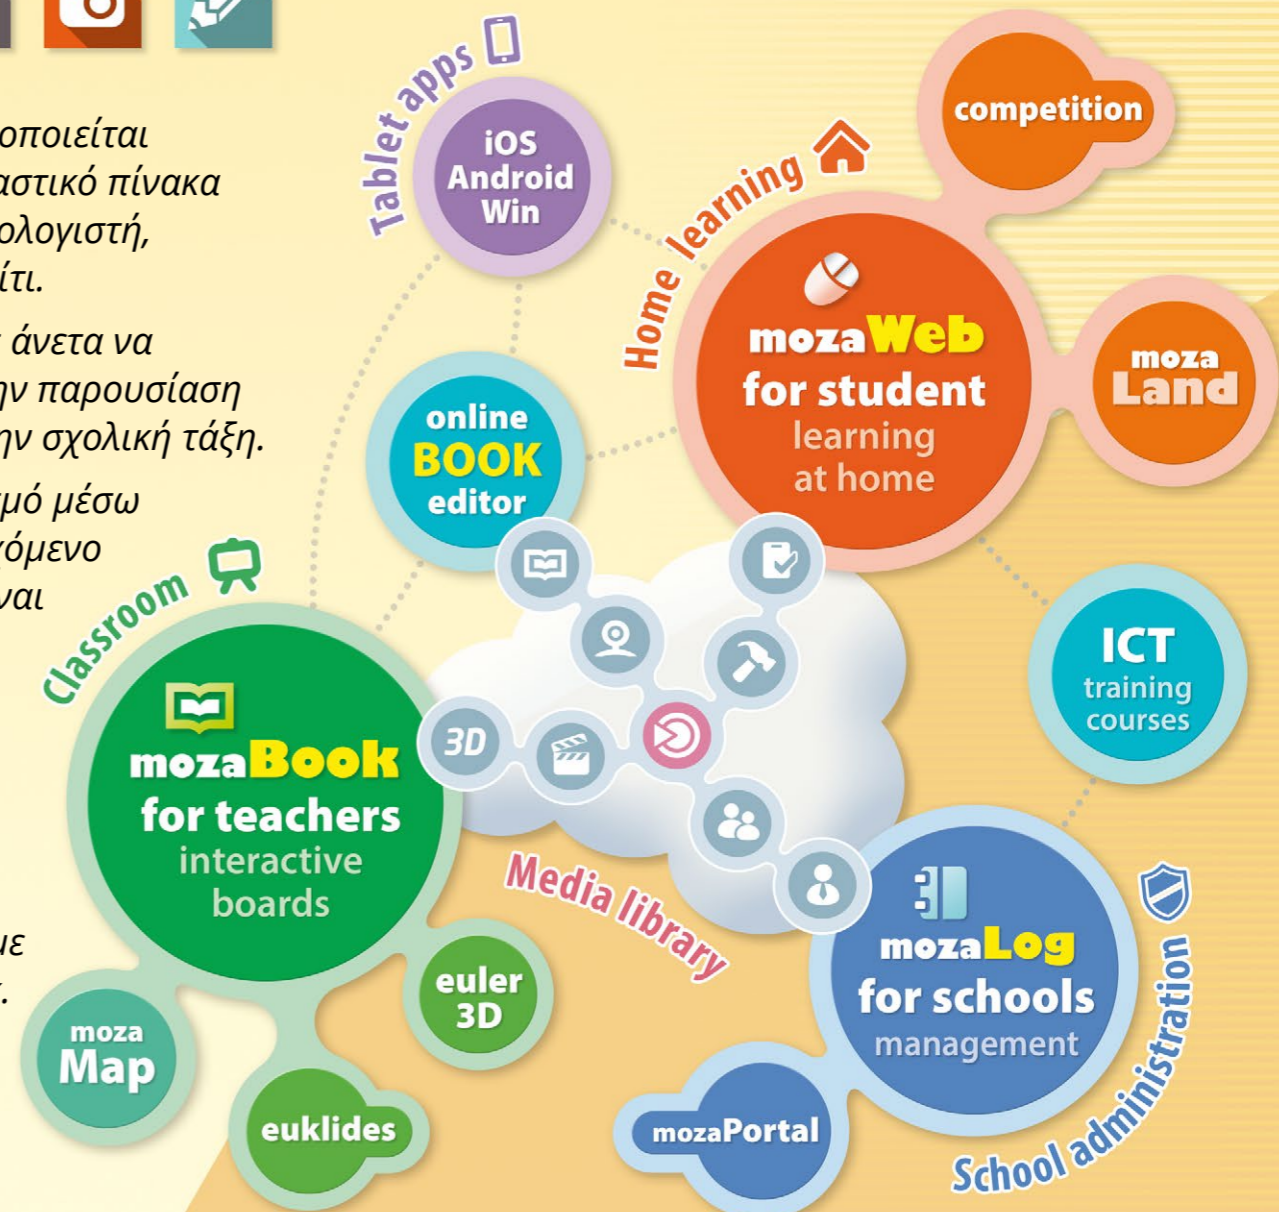 οποιείται
αστικό πίνακα
ολογιστή,
ίτι.
άνετα να
ην παρουσίαση
ην σχολική τάξη.
μό μέσω
χόμενο
ναι
με
Tablet apps
iOS
Android
Win
Home learning
competition
mozaWeb
for student
learning
at home
moza
Land
online
BOOK
editor
Classroom
mozaBook
for teachers
interactive
boards
3D
Media library
ICT
training
courses
moza
Map
euklides
euler
3D
mozaLog
for schools
management
School administration
mozaPortal